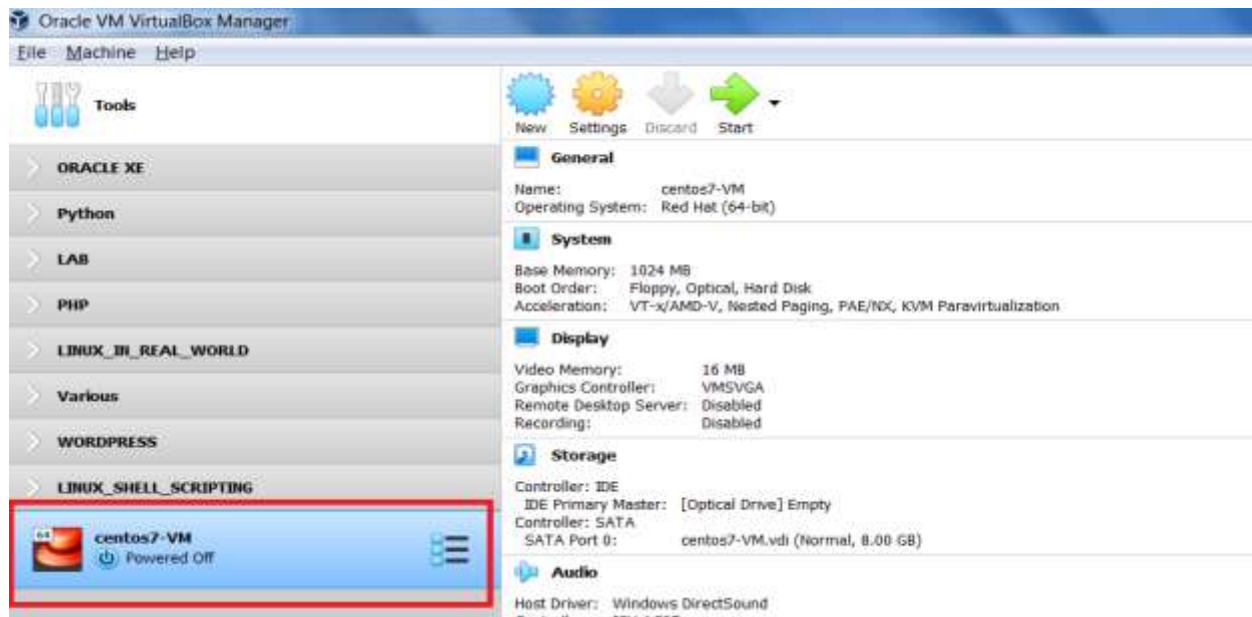 Oracle VM VirtualBox Manager
File Machine Help
Tools
ORACLE XE
Python
LAB
PHP
LINUX_IN_REAL_WORLD
Various
WORDPRESS
LINUX_SHELL_SCRIPTING
64
centos7-VM
Powered Off
New Settings Discard Start
General
Name: centos7-VM
Operating System: Red Hat (64-bit)
System
Base Memory: 1024 MB
Boot Order: Floppy, Optical, Hard Disk
Acceleration: VT-x/AMD-V, Nested Paging, PAE/NX, KVM Paravirtualization
Display
Video Memory: 16 MB
Graphics Controller: VMSVGA
Remote Desktop Server: Disabled
Recording: Disabled
Storage
Controller: IDE
IDE Primary Master: [Optical Drive] Empty
Controller: SATA
SATA Port 0: centos7-VM.vdi (Normal, 8.00 GB)
Audio
Host Driver: Windows DirectSound